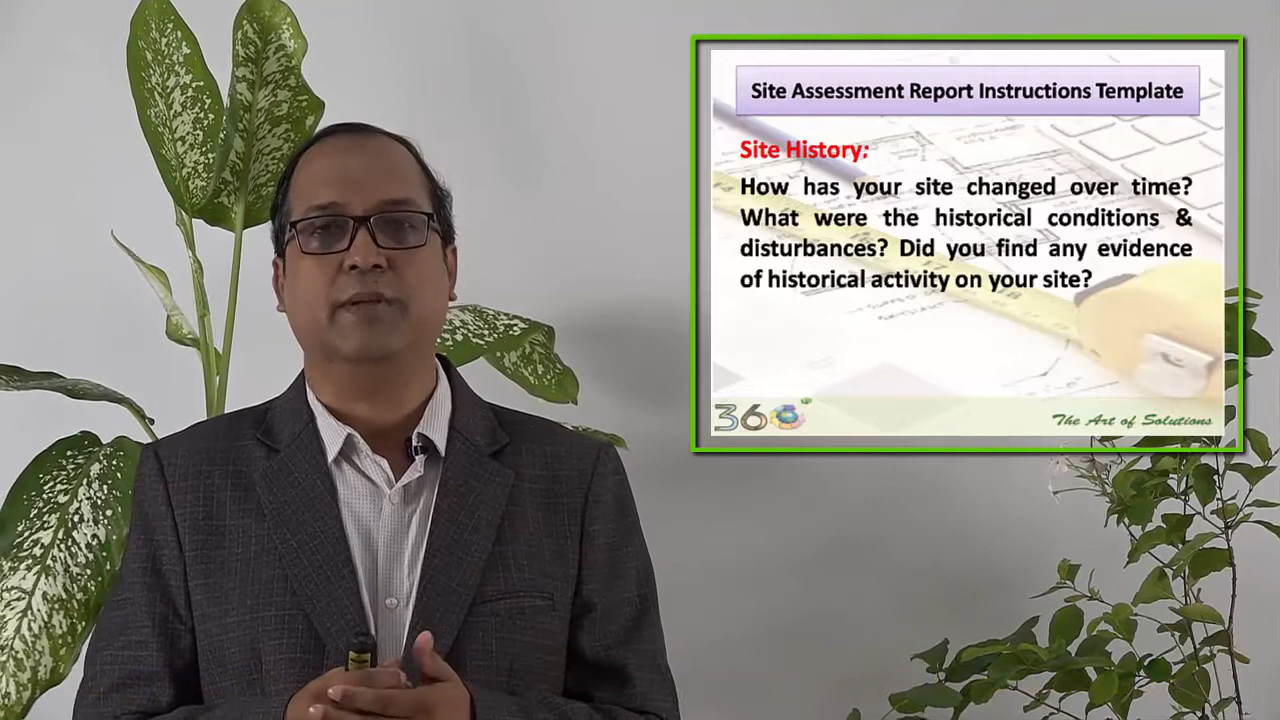 Site Assessment Report Instructions Template
Site History:
How has your site changed over time?
What were the historical conditions &
disturbances? Did you find any evidence
of historical activity on your site?
360
The Art of Solutions